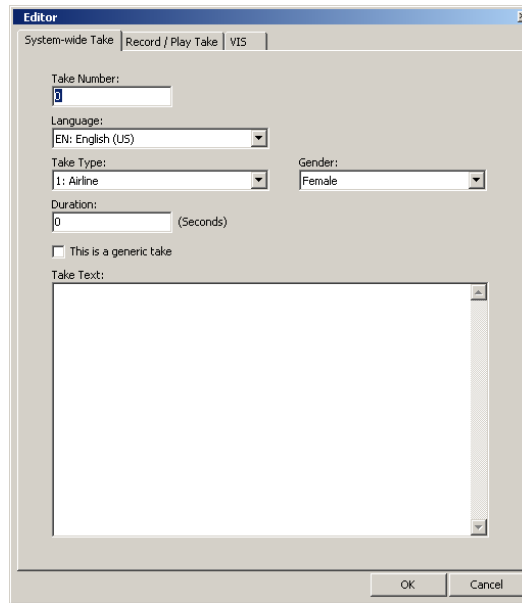 Editor
System-wide Take Record / Play Take VIS
Take Number:
0
Language:
EN: English (US)
Take Type: Gender:
1: Airline Female
Duration:
0 (Seconds)
This is a generic take
Take Text:
OK Cancel